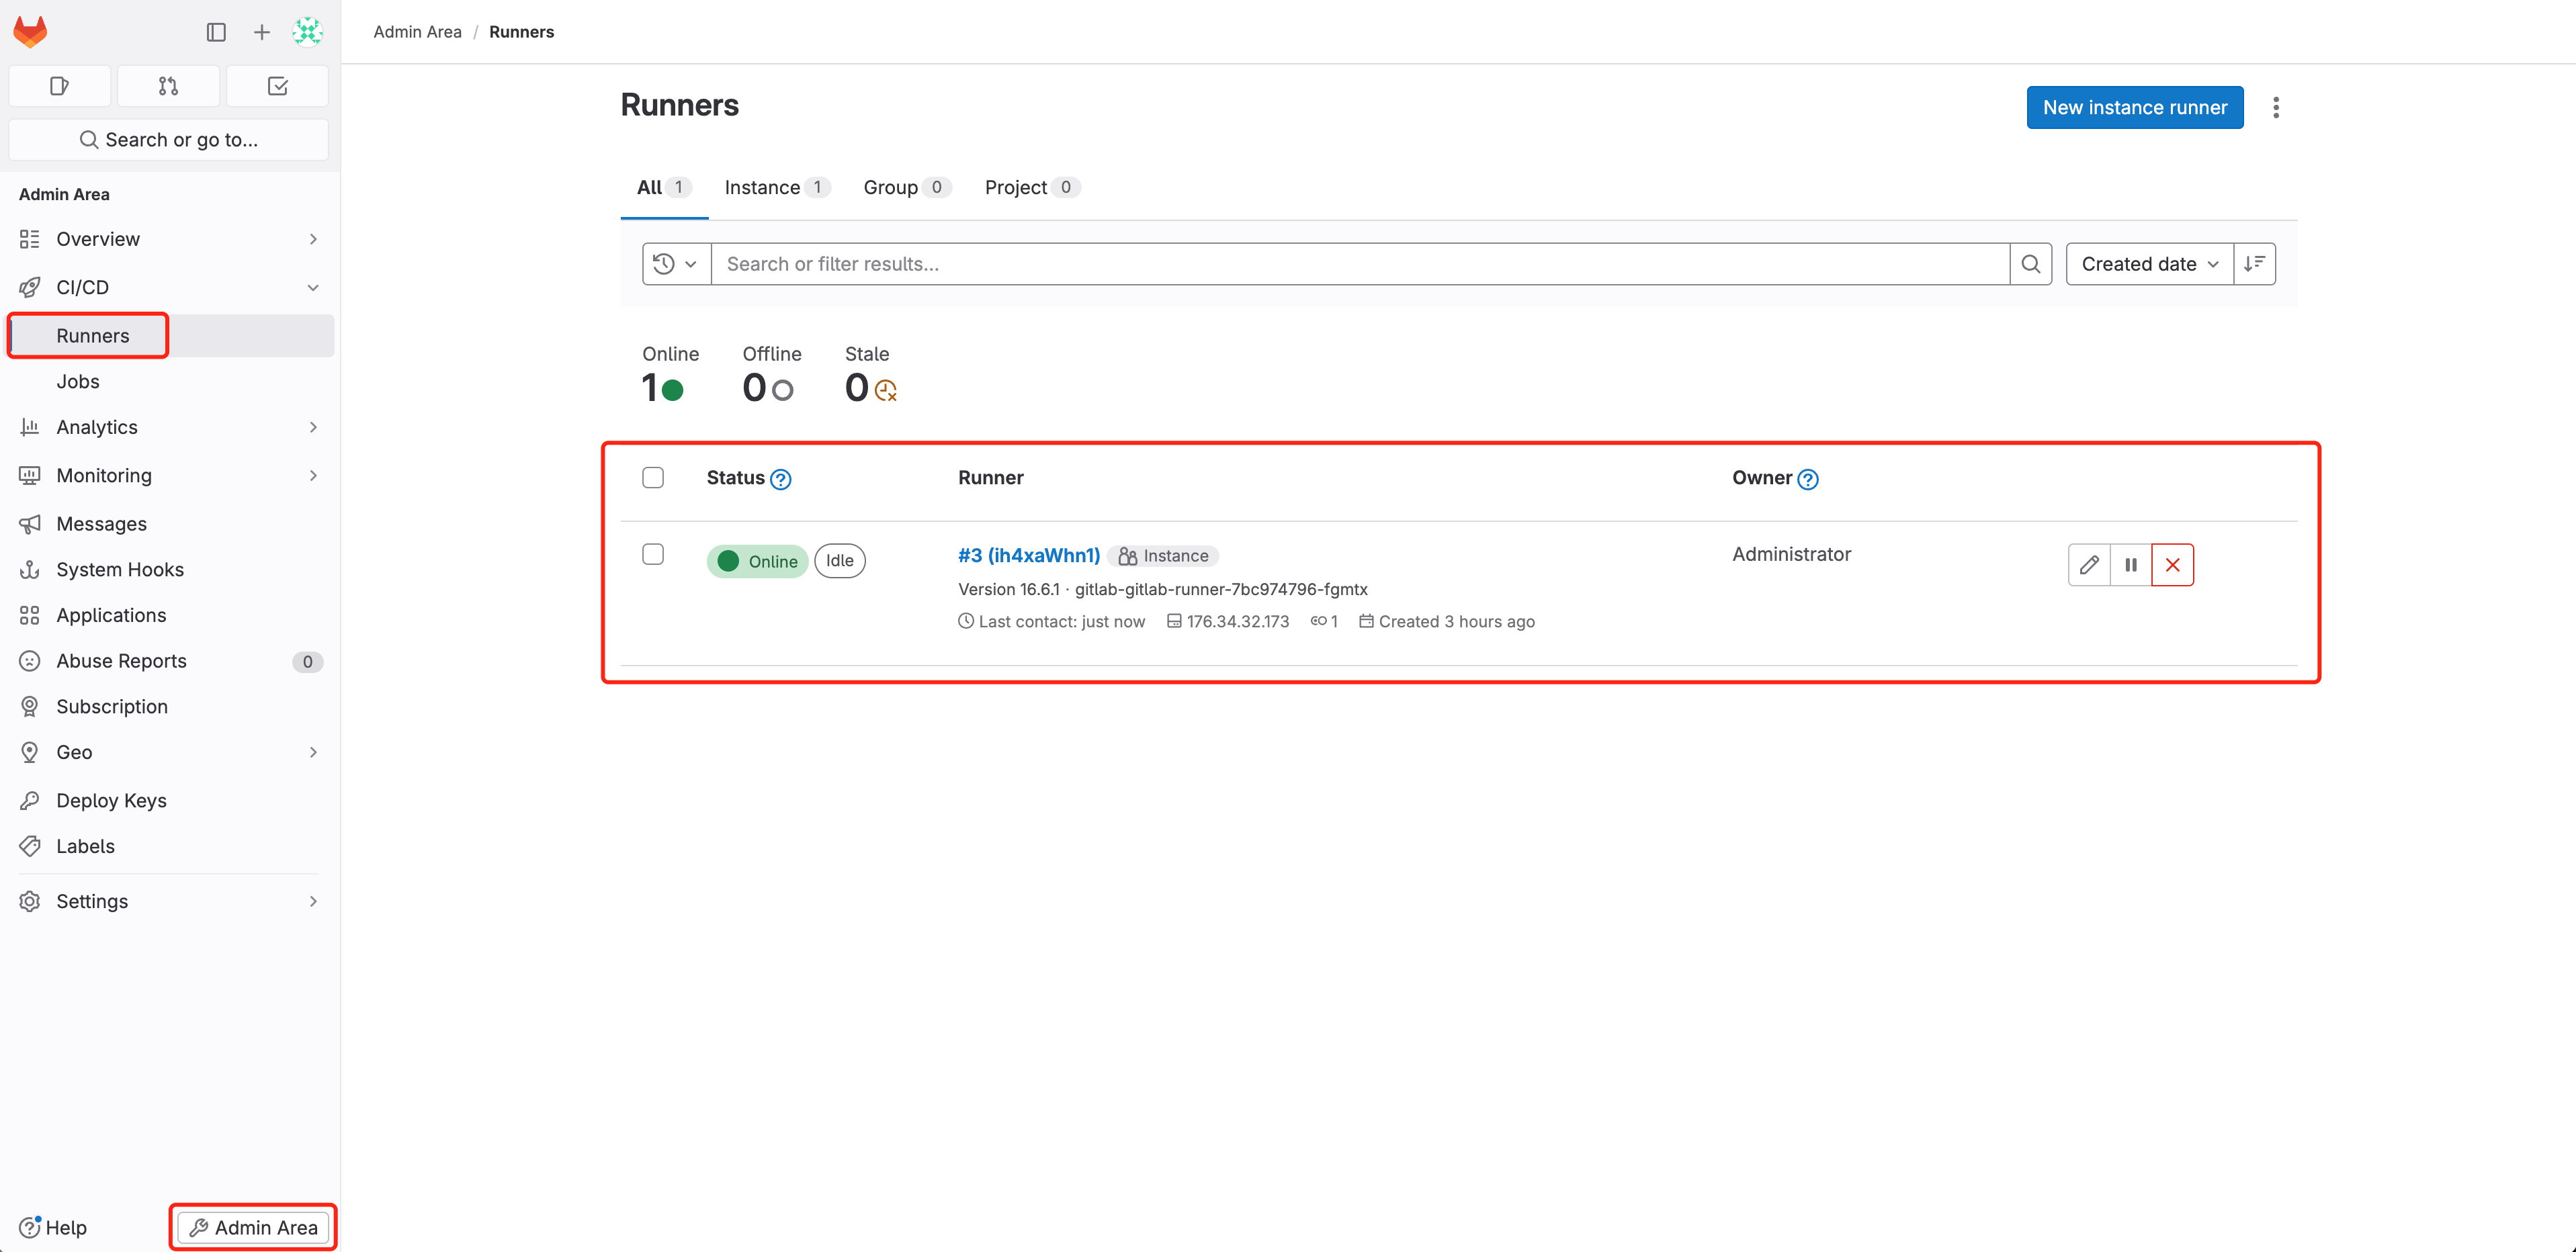 Admin Area / Runners
Search or go to...
Admin Area
Overview
CI/CD
Runners
Jobs
Analytics
Monitoring
Messages
System Hooks
Applications
Abuse Reports 0
Subscription
Geo
Deploy Keys
Labels
Settings
Help
Admin Area
Runners
New instance runner
All 1 Instance 1 Group 0 Project 0
Search or filter results...
Created date
Online Offline Stale
1 0 0
Status Runner Owner
Online Idle #3 (ih4xaWhn1) Instance Administrator
Version 16.6.1 · gitlab-gitlab-runner-7bc974796-fgmtx
Last contact: just now 176.34.32.173 1 Created 3 hours ago